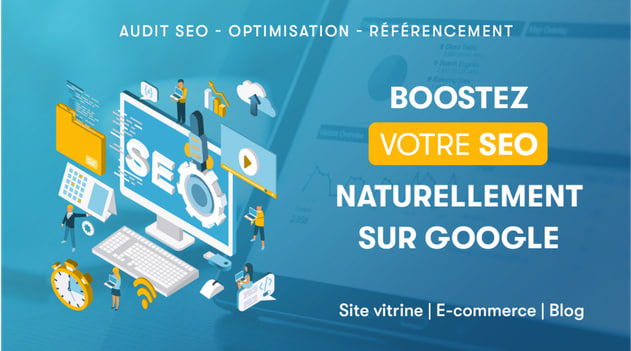 AUDIT SEO - OPTIMISATION - RÉFÉRENCEMENT
BOOSTEZ
VOTRE SEO
NATURELLEMENT
SUR GOOGLE
Site vitrine | E-commerce | Blog
SEO